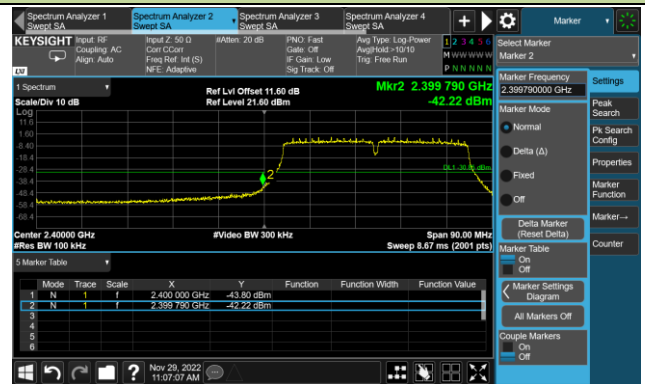 Spectrum Analyzer 1
Swept SA
Spectrum Analyzer 2
Swept SA
Spectrum Analyzer 3
Swept SA
Spectrum Analyzer 4
Swept SA
Marker
KEYSIGHT
Input: RF
Coupling: AC
Align: Auto
Input Z: 50 Ω
Corr CCorr
Freq Ref: Int (S)
NFE: Adaptive
#Atten: 20 dB
PNO: Fast
Gate: Off
IF Gain: Low
Sig Track: Off
Avg Type: Log-Power
Avg|Hold:>10/10
Trig: Free Run
1 2 3 4 5 6
M W W W W W
P N N N N N
LXI
Select Marker
Marker 2
1 Spectrum
Scale/Div 10 dB
Log
Ref Lvl Offset 11.60 dB
Ref Level 21.60 dBm
Mkr2 2.399 790 GHz
-42.22 dBm
11.6
1.60
-8.40
-18.4
-28.4
-38.4
-48.4
-58.4
-68.4
2
Center 2.40000 GHz
#Res BW 100 kHz
#Video BW 300 kHz
Span 90.00 MHz
Sweep 8.67 ms (2001 pts)
5 Marker Table
Mode Trace Scale X Y Function Function Width Function Value
1 N 1 f 2.400 000 GHz -43.80 dBm
2 N 1 f 2.399 790 GHz -42.22 dBm
3
4
5
6
Marker Frequency
2.399790000 GHz
Marker Mode
Normal
Delta (Δ)
Fixed
Off
Delta Marker
(Reset Delta)
Marker Table
On
Off
Marker Settings
Diagram
All Markers Off
Couple Markers
On
Off
Settings
Peak
Search
Pk Search
Config
Properties
Marker
Function
Marker→
Counter
?
Nov 29, 2022
11:07:07 AM